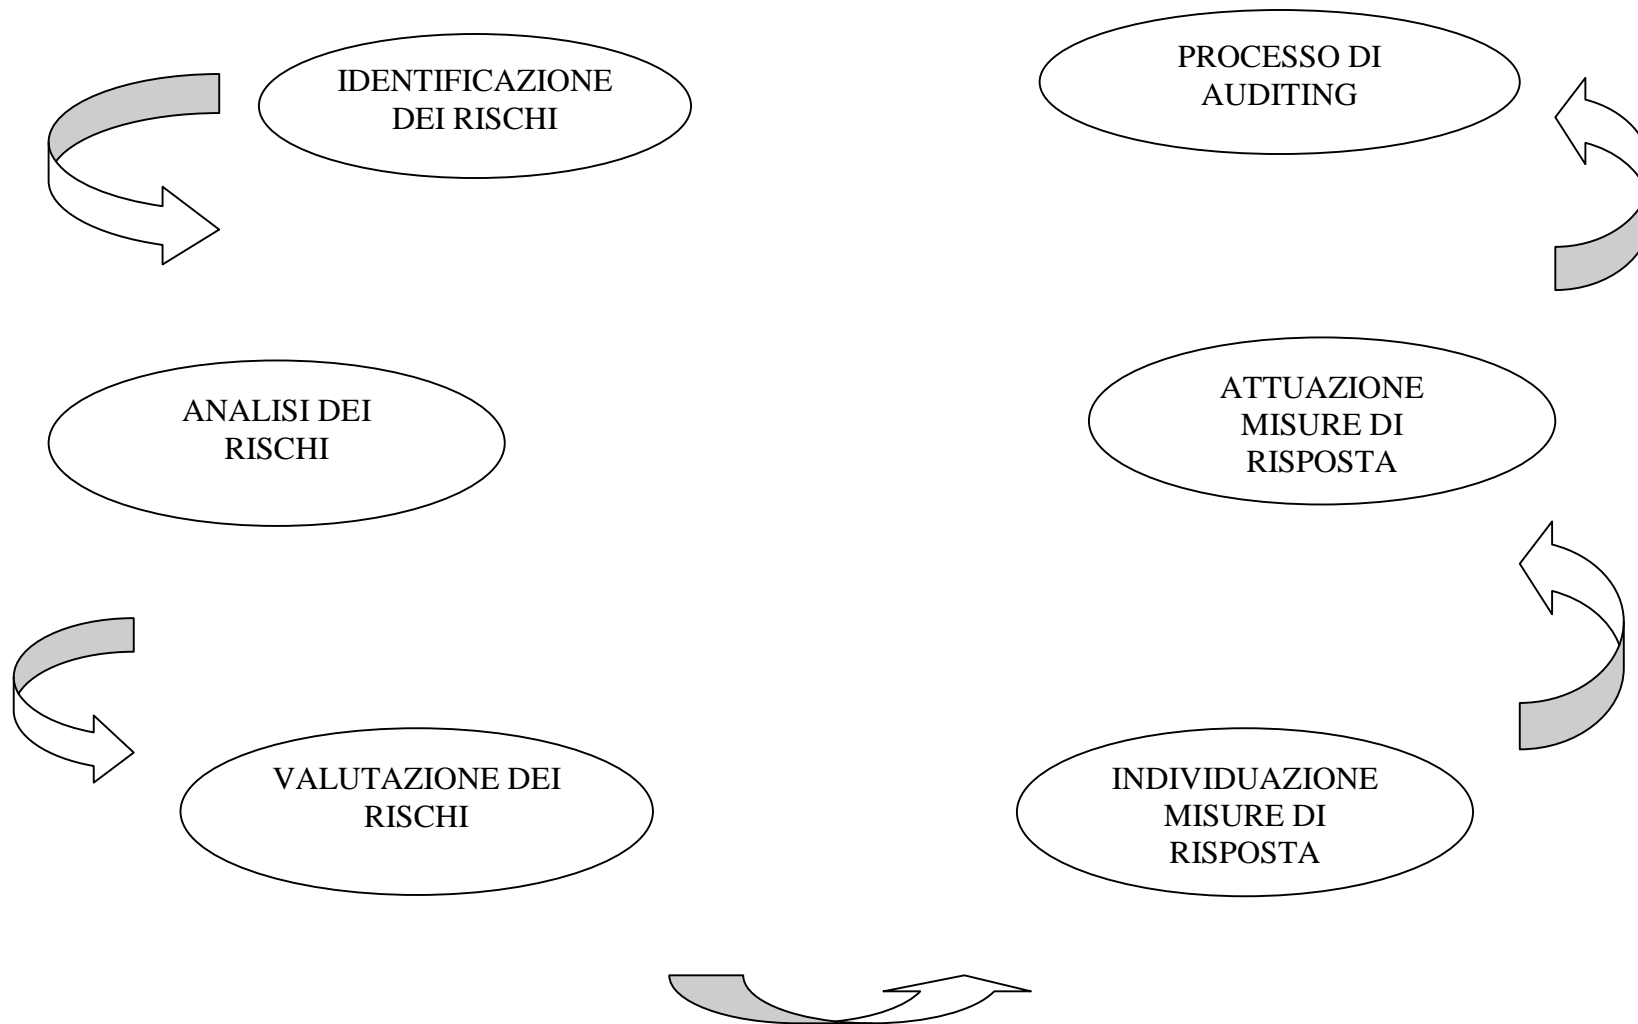 IDENTIFICAZIONE
DEI RISCHI
PROCESSO DI
AUDITING
ANALISI DEI
RISCHI
ATTUAZIONE
MISURE DI
RISPOSTA
VALUTAZIONE DEI
RISCHI
INDIVIDUAZIONE
MISURE DI
RISPOSTA